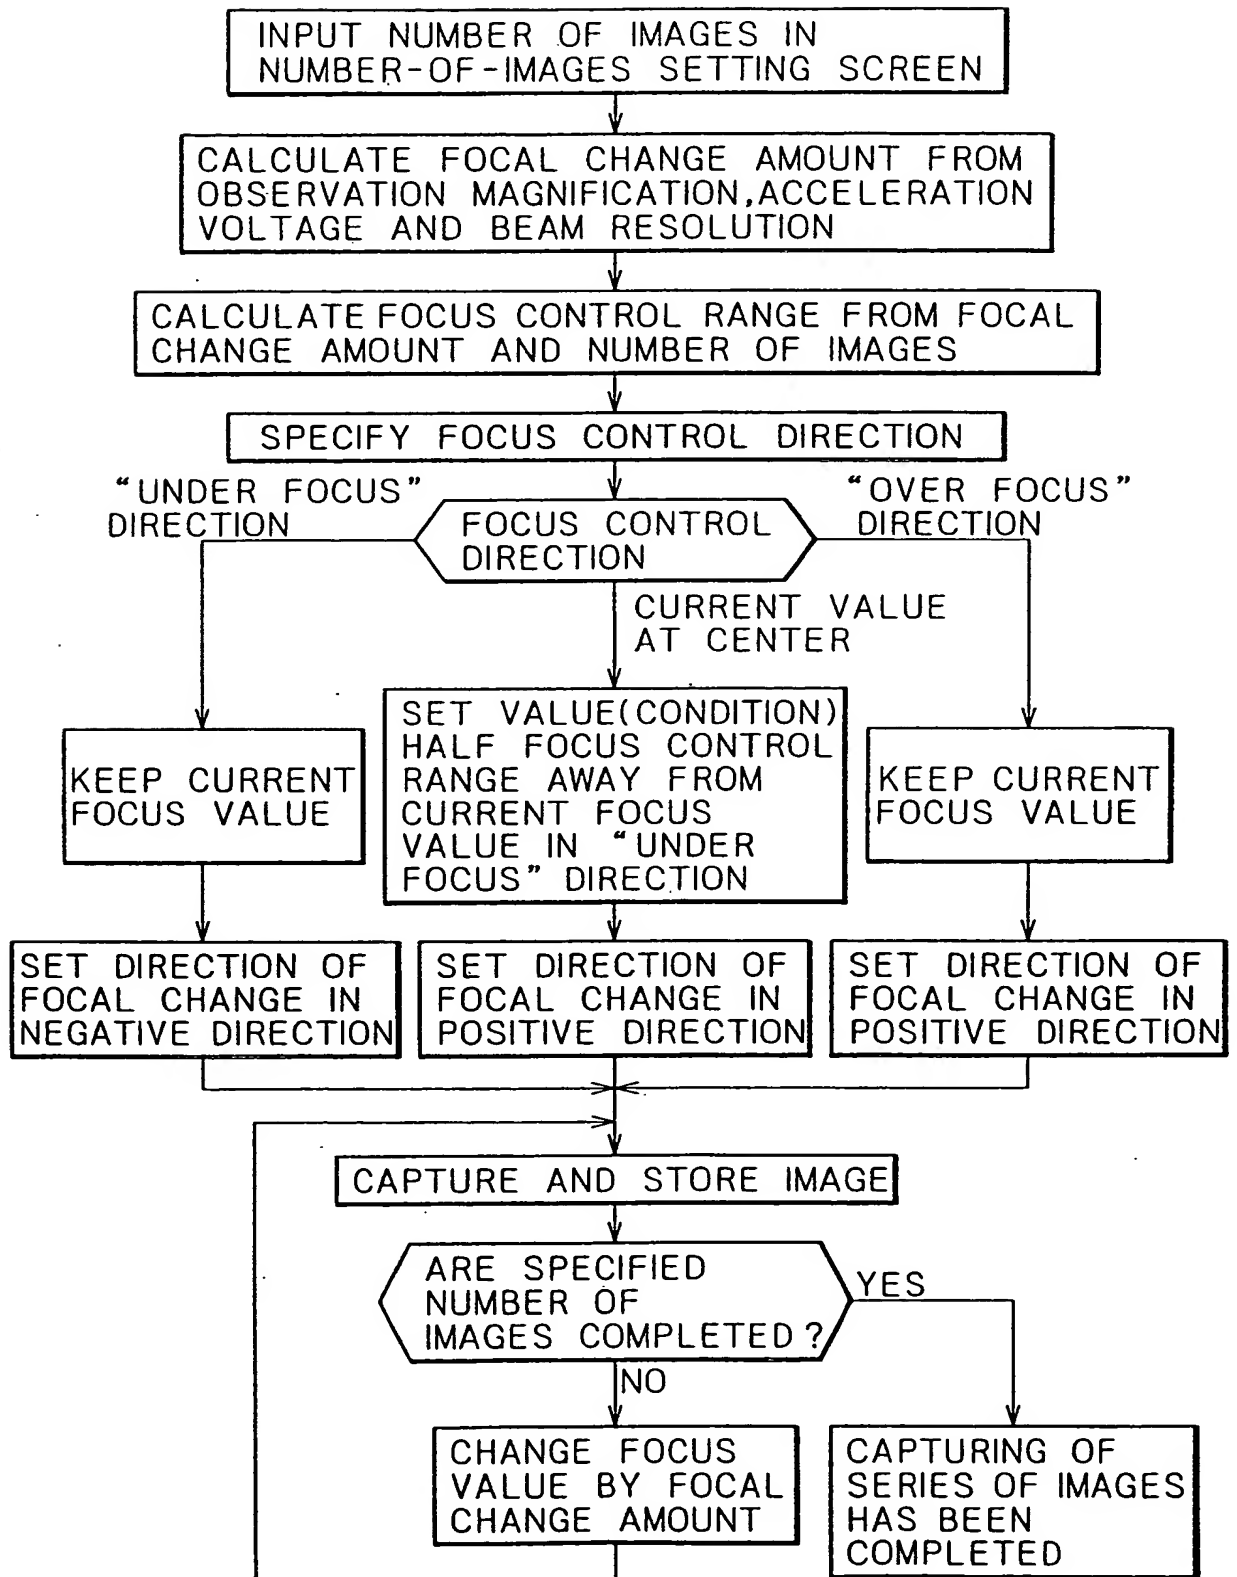 INPUT NUMBER OF IMAGES IN
NUMBER-OF-IMAGES SETTING SCREEN
CALCULATE FOCAL CHANGE AMOUNT FROM
OBSERVATION MAGNIFICATION, ACCELERATION
VOLTAGE AND BEAM RESOLUTION
CALCULATE FOCUS CONTROL RANGE FROM FOCAL
CHANGE AMOUNT AND NUMBER OF IMAGES
SPECIFY FOCUS CONTROL DIRECTION
“UNDER FOCUS”
DIRECTION
FOCUS CONTROL
DIRECTION
“OVER FOCUS”
DIRECTION
CURRENT VALUE
AT CENTER
KEEP CURRENT
FOCUS VALUE
SET VALUE(CONDITION)
HALF FOCUS CONTROL
RANGE AWAY FROM
CURRENT FOCUS
VALUE IN “UNDER
FOCUS” DIRECTION
KEEP CURRENT
FOCUS VALUE
SET DIRECTION OF
FOCAL CHANGE IN
NEGATIVE DIRECTION
SET DIRECTION OF
FOCAL CHANGE IN
POSITIVE DIRECTION
SET DIRECTION OF
FOCAL CHANGE IN
POSITIVE DIRECTION
CAPTURE AND STORE IMAGE
ARE SPECIFIED
NUMBER OF
IMAGES COMPLETED?
YES
NO
CHANGE FOCUS
VALUE BY FOCAL
CHANGE AMOUNT
CAPTURING OF
SERIES OF IMAGES
HAS BEEN
COMPLETED